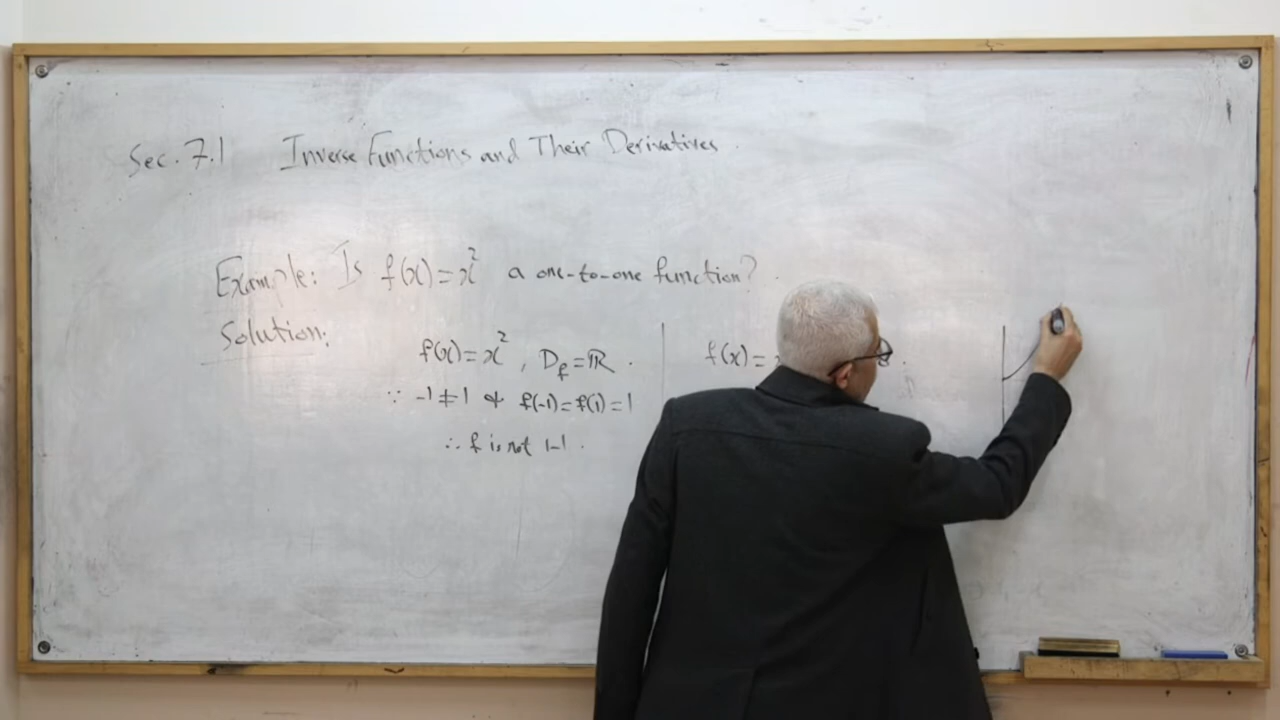 Sec. 7.1 Inverse Functions and Their Derivatives.
Example: Is f(x)=x² a one-to-one function?
Solution:
f(x)=x², D_f=ℝ.
∵ -1≠1 & f(-1)=f(1)=1
∴ f is not 1-1.
f(x)=